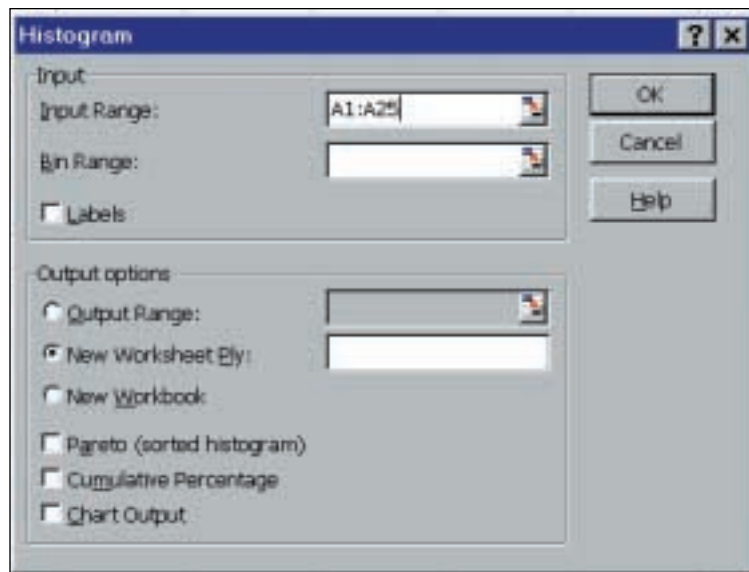 Histogram
Input
Input Range: A1:A25
Bin Range:
Labels
OK
Cancel
Help
Output options
Output Range:
New Worksheet Ply:
New Workbook
Pareto (sorted histogram)
Cumulative Percentage
Chart Output